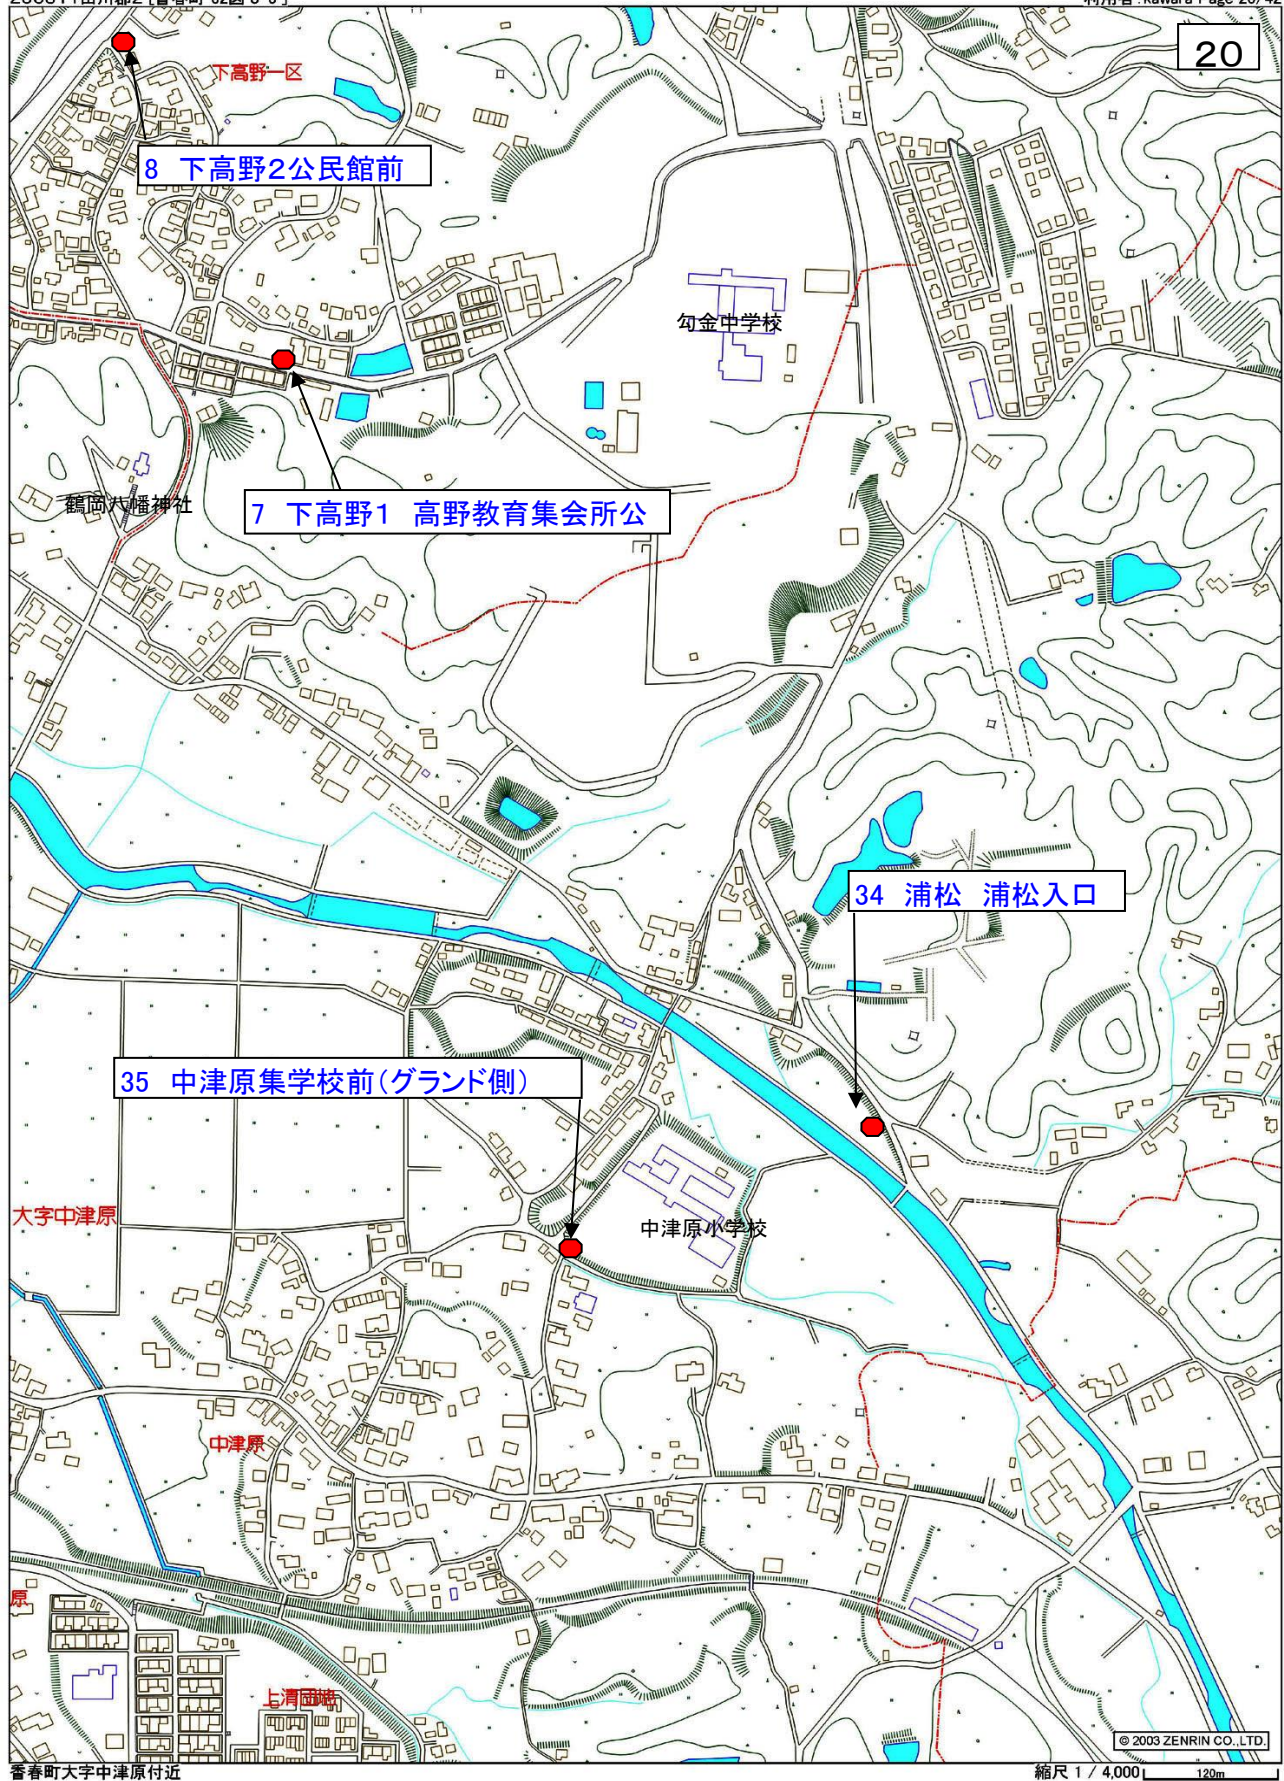 20
下高野一区
8 下高野2公民館前
勾金中学校
鶴岡八幡神社
7 下高野1 高野教育集会所公
34 浦松 浦松入口
35 中津原集学校前(グランド側)
大字中津原
中津原小学校
中津原
原
© 2003 ZENRIN CO.,LTD.
香春町大字中津原付近
縮尺 1 / 4,000
120m